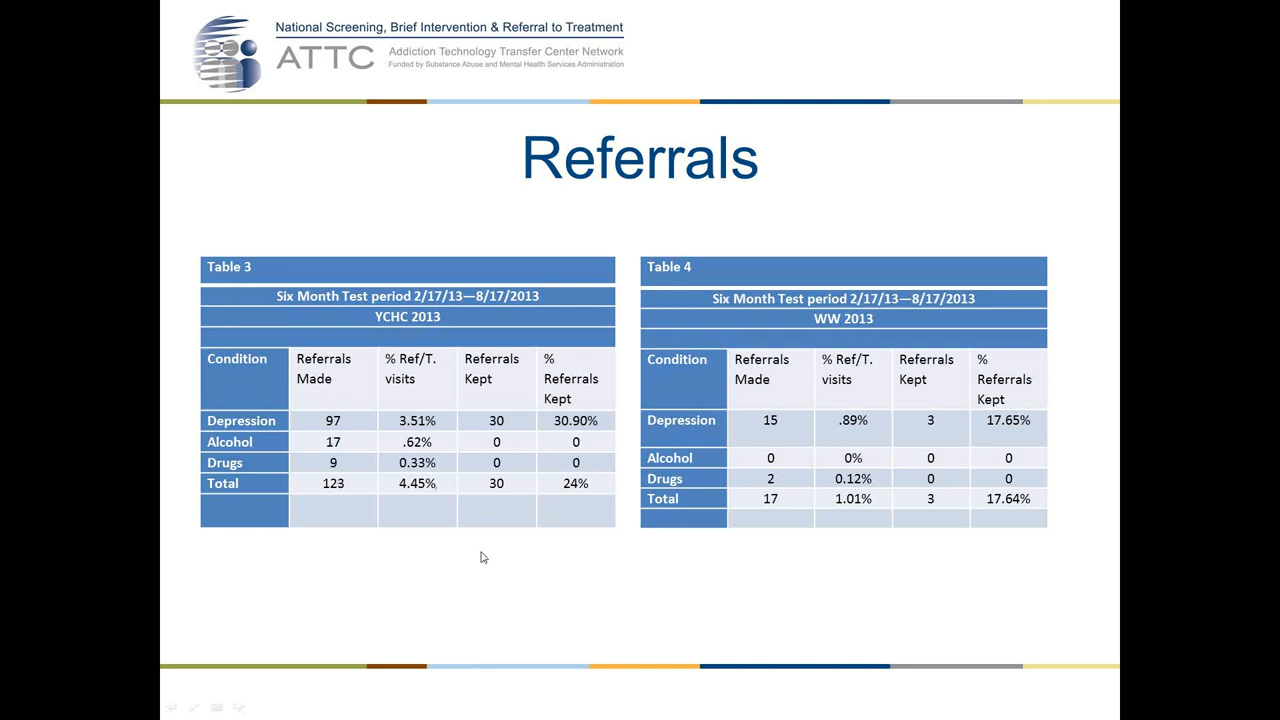 National Screening, Brief Intervention & Referral to Treatment
ATTC
Addiction Technology Transfer Center Network
Funded by Substance Abuse and Mental Health Services Administration
Referrals
Table 3
Six Month Test period 2/17/13—8/17/2013
YCHC 2013
Condition Referrals Made % Ref/T. visits Referrals Kept % Referrals Kept
Depression 97 3.51% 30 30.90%
Alcohol 17 .62% 0 0
Drugs 9 0.33% 0 0
Total 123 4.45% 30 24%
Table 4
Six Month Test period 2/17/13—8/17/2013
WW 2013
Condition Referrals Made % Ref/T. visits Referrals Kept % Referrals Kept
Depression 15 .89% 3 17.65%
Alcohol 0 0% 0 0
Drugs 2 0.12% 0 0
Total 17 1.01% 3 17.64%